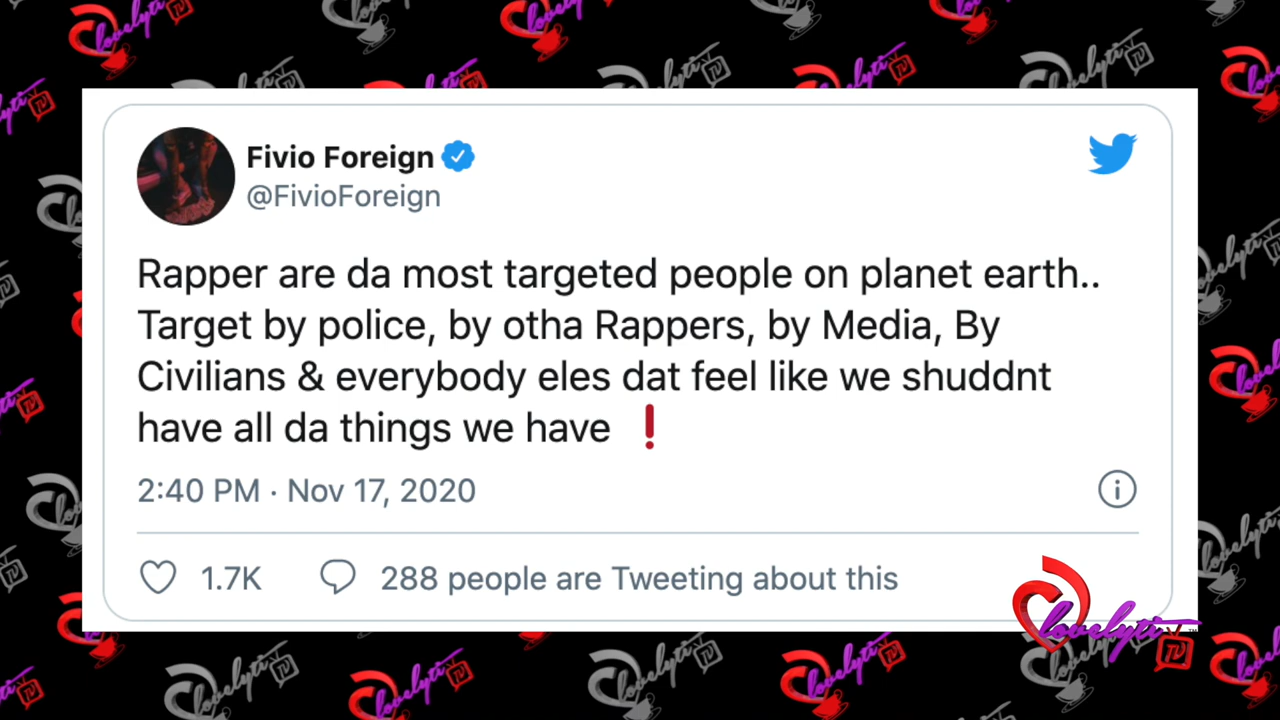 Fivio Foreign
@FivioForeign
Rapper are da most targeted people on planet earth..
Target by police, by otha Rappers, by Media, By
Civilians & everybody eles dat feel like we shuddnt
have all da things we have ❗
2:40 PM · Nov 17, 2020
1.7K
288 people are Tweeting about this
lovelyti TV